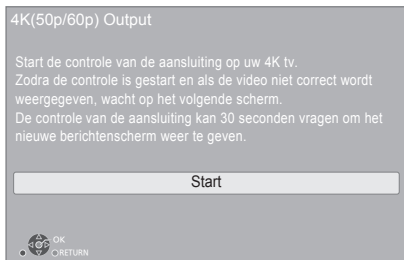 4K(50p/60p) Output
Start de controle van de aansluiting op uw 4K tv.
Zodra de controle is gestart en als de video niet correct wordt
weergegeven, wacht op het volgende scherm.
De controle van de aansluiting kan 30 seconden vragen om het
nieuwe berichtenscherm weer te geven.
Start
OK
RETURN